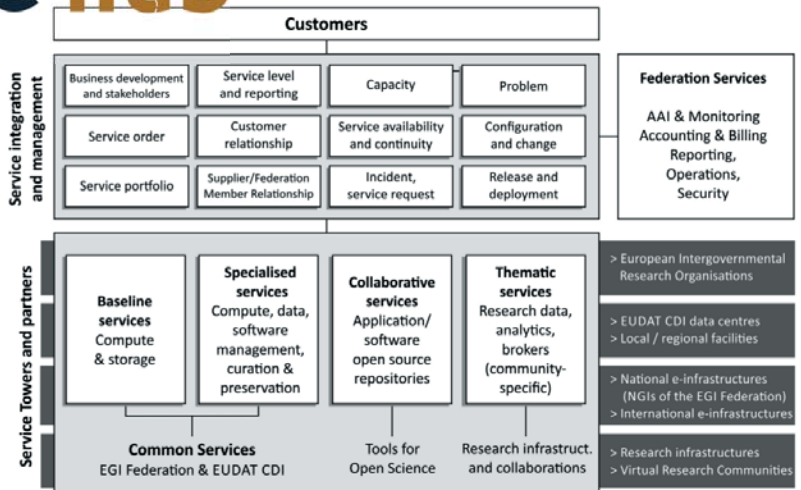 Customers
Service integration
and management
Business development
and stakeholders
Service level
and reporting
Capacity
Problem
Service order
Customer
relationship
Service availability
and continuity
Configuration
and change
Service portfolio
Supplier/Federation
Member Relationship
Incident,
service request
Release and
deployment
Federation Services
AAI & Monitoring
Accounting & Billing
Reporting,
Operations,
Security
Service Towers and partners
Baseline
services
Compute
& storage
Specialised
services
Compute, data,
software
management,
curation &
preservation
Collaborative
services
Application/
software
open source
repositories
Thematic
services
Research data,
analytics,
brokers
(community-
specific)
Common Services
EGI Federation & EUDAT CDI
Tools for
Open Science
Research infrastruct.
and collaborations
> European Intergovernmental
Research Organisations
> EUDAT CDI data centres
> Local / regional facilities
> National e-infrastructures
(NGIs of the EGI Federation)
> International e-infrastructures
> Research infrastructures
> Virtual Research Communities